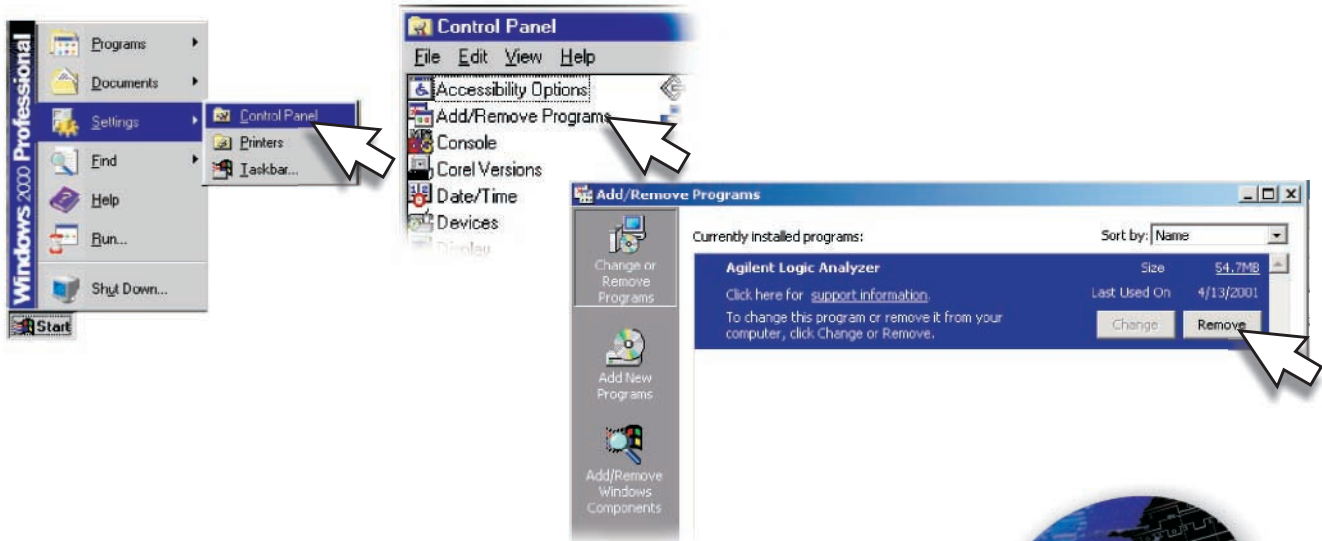 Windows 2000 Professional
Programs
Documents
Settings
Find
Help
Run...
Shut Down...
Start
Control Panel
Printers
Taskbar...
Control Panel
File Edit View Help
Accessibility Options
Add/Remove Programs
Console
Corel Versions
Date/Time
Devices
Display
Add/Remove Programs
Change or
Remove
Programs
Add New
Programs
Add/Remove
Windows
Components
Currently installed programs:
Sort by: Name
Agilent Logic Analyzer
Size 54.7MB
Click here for support information.
Last Used On 4/13/2001
To change this program or remove it from your
computer, click Change or Remove.
Change Remove